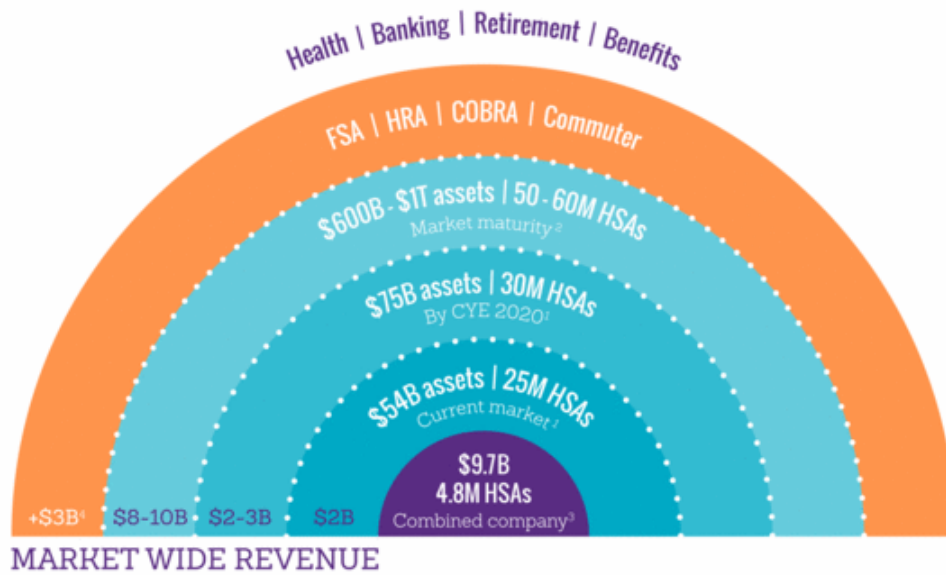 Health | Banking | Retirement | Benefits
FSA | HRA | COBRA | Commuter
$600B - $1T assets | 50 - 60M HSAs
Market maturity²
$75B assets | 30M HSAs
By CYE 2020¹
$54B assets | 25M HSAs
Current market¹
$9.7B
4.8M HSAs
Combined company³
+$3B⁴ $8-10B $2-3B $2B
MARKET WIDE REVENUE